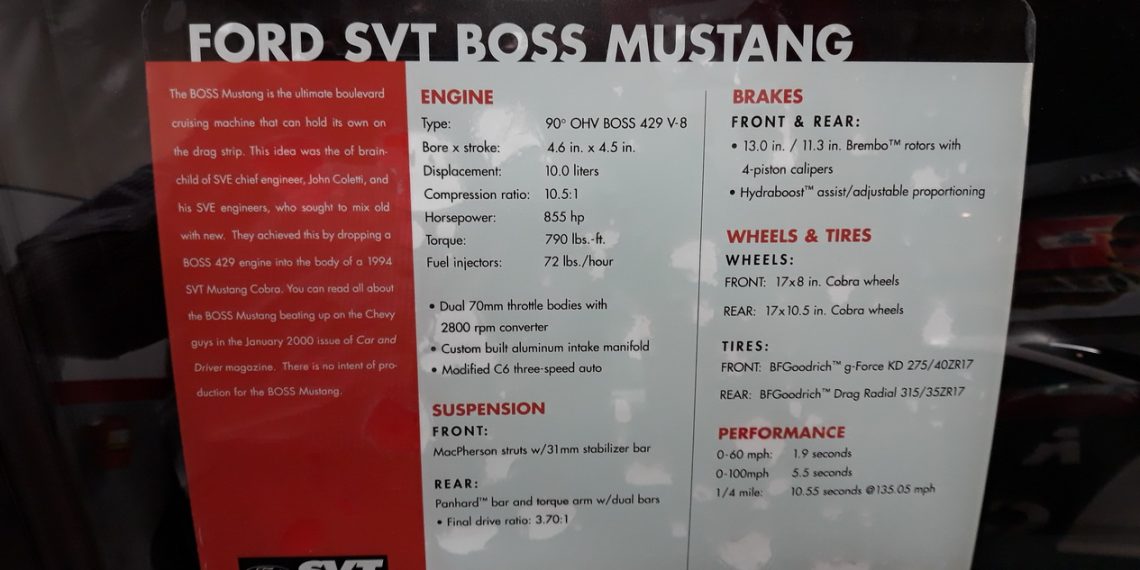 FORD SVT BOSS MUSTANG
The BOSS Mustang is the ultimate boulevard
cruising machine that can hold its own on
the drag strip. This idea was the of brain-
child of SVE chief engineer, John Coletti, and
his SVE engineers, who sought to mix old
with new. They achieved this by dropping a
BOSS 429 engine into the body of a 1994
SVT Mustang Cobra. You can read all about
the BOSS Mustang beating up on the Chevy
guys in the January 2000 issue of Car and
Driver magazine. There is no intent of pro-
duction for the BOSS Mustang.
SVT
ENGINE
Type: 90° OHV BOSS 429 V-8
Bore x stroke: 4.6 in. x 4.5 in.
Displacement: 10.0 liters
Compression ratio: 10.5:1
Horsepower: 855 hp
Torque: 790 lbs.-ft.
Fuel injectors: 72 lbs./hour
• Dual 70mm throttle bodies with
2800 rpm converter
• Custom built aluminum intake manifold
• Modified C6 three-speed auto
SUSPENSION
FRONT:
MacPherson struts w/31mm stabilizer bar
REAR:
Panhard™ bar and torque arm w/dual bars
• Final drive ratio: 3.70:1
BRAKES
FRONT & REAR:
• 13.0 in. / 11.3 in. Brembo™ rotors with
4-piston calipers
• Hydraboost™ assist/adjustable proportioning
WHEELS & TIRES
WHEELS:
FRONT: 17x8 in. Cobra wheels
REAR: 17x10.5 in. Cobra wheels
TIRES:
FRONT: BFGoodrich™ g-Force KD 275/40ZR17
REAR: BFGoodrich™ Drag Radial 315/35ZR17
PERFORMANCE
0-60 mph: 1.9 seconds
0-100mph 5.5 seconds
1/4 mile: 10.55 seconds @135.05 mph